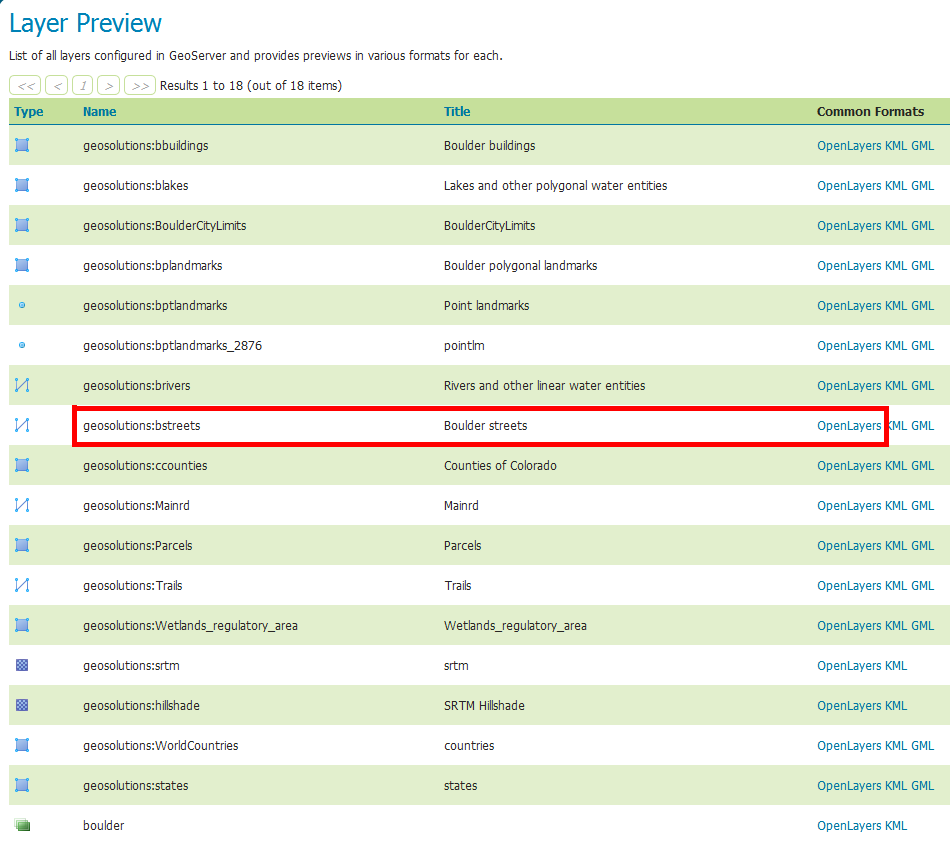 Layer Preview
List of all layers configured in GeoServer and provides previews in various formats for each.
<< < 1 > >> Results 1 to 18 (out of 18 items)
Type Name Title Common Formats
geosolutions:bbuildings Boulder buildings OpenLayers KML GML
geosolutions:blakes Lakes and other polygonal water entities OpenLayers KML GML
geosolutions:BoulderCityLimits BoulderCityLimits OpenLayers KML GML
geosolutions:bplandmarks Boulder polygonal landmarks OpenLayers KML GML
geosolutions:bptlandmarks Point landmarks OpenLayers KML GML
geosolutions:bptlandmarks_2876 pointlm OpenLayers KML GML
geosolutions:brivers Rivers and other linear water entities OpenLayers KML GML
geosolutions:bstreets Boulder streets OpenLayers KML GML
geosolutions:ccounties Counties of Colorado OpenLayers KML GML
geosolutions:Mainrd Mainrd OpenLayers KML GML
geosolutions:Parcels Parcels OpenLayers KML GML
geosolutions:Trails Trails OpenLayers KML GML
geosolutions:Wetlands_regulatory_area Wetlands_regulatory_area OpenLayers KML GML
geosolutions:srtm srtm OpenLayers KML
geosolutions:hillshade SRTM Hillshade OpenLayers KML
geosolutions:WorldCountries countries OpenLayers KML GML
geosolutions:states states OpenLayers KML GML
boulder OpenLayers KML